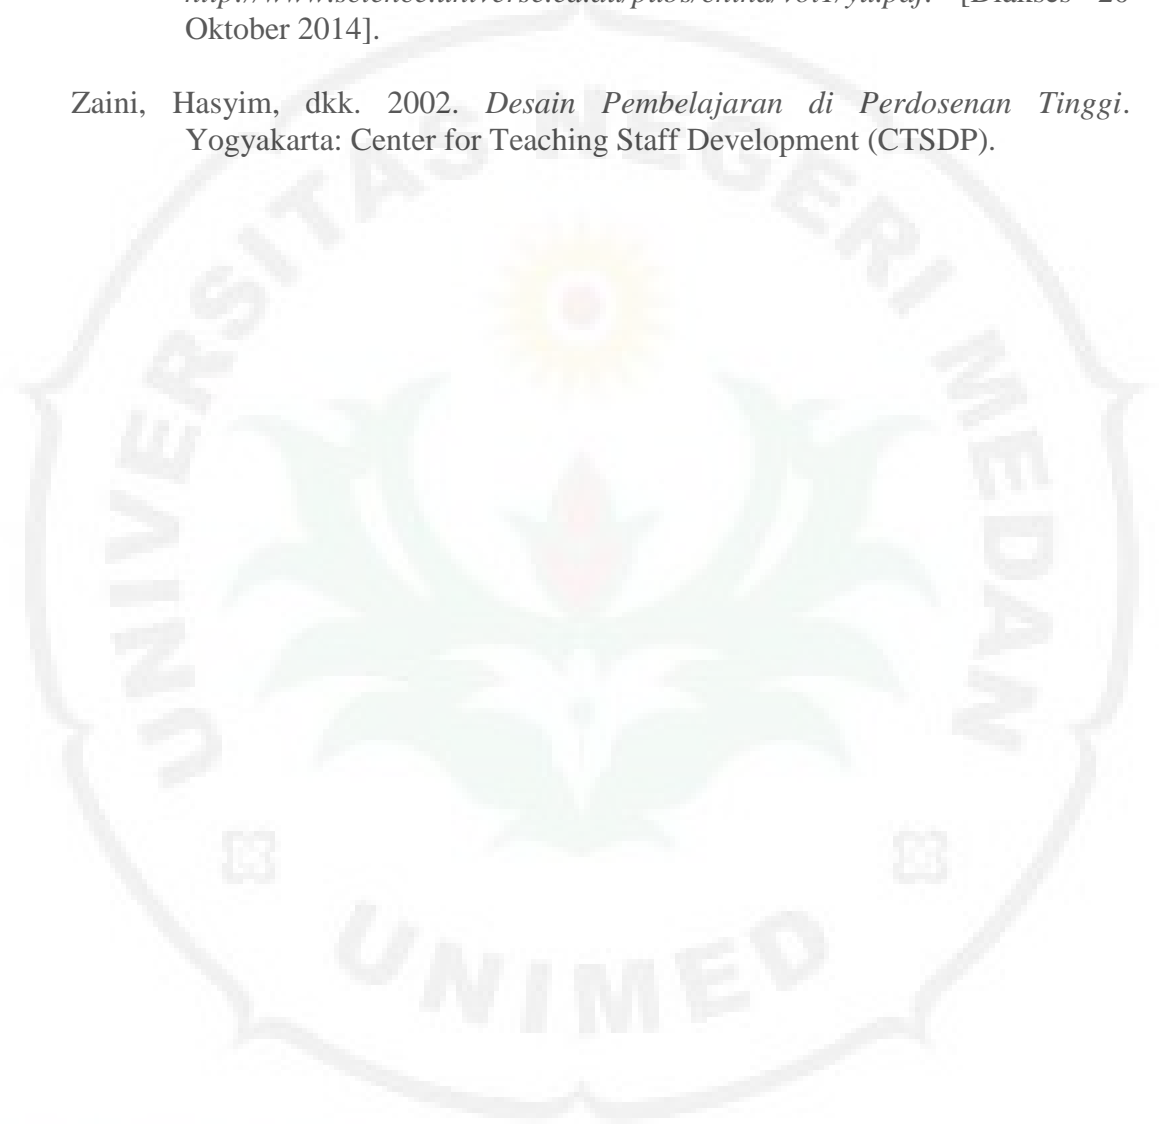 Oktober 2014].
Zaini, Hasyim, dkk. 2002. Desain Pembelajaran di Perdosenan Tinggi.
Yogyakarta: Center for Teaching Staff Development (CTSDP).
UNIVERSITAS NEGERI MEDAN
UNIMED